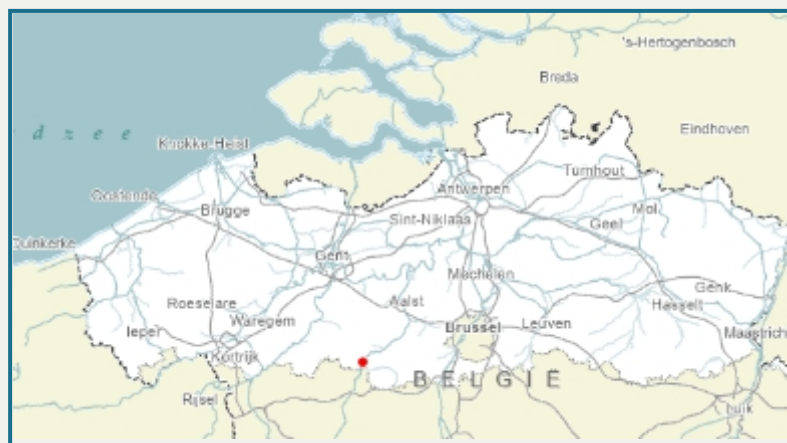 's-Hertogenbosch
Breda
d z e e
Eindhoven
Knokke-Heist
Turnhout
Oostende
Antwerpen
Brugge
Mol
Sint-Niklaas
Geel
Duinkerke
Gent
Mechelen
Genk
Roeselare
Aalst
Hasselt
Ieper
Waregem
Brussel
Leuven
Maastrich
Kortrijk
BELGIË
Rijsel
Luik